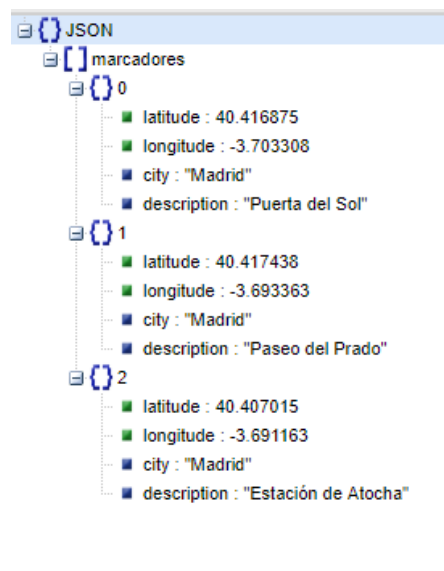 JSON
marcadores
0
latitude : 40.416875
longitude : -3.703308
city : "Madrid"
description : "Puerta del Sol"
1
latitude : 40.417438
longitude : -3.693363
city : "Madrid"
description : "Paseo del Prado"
2
latitude : 40.407015
longitude : -3.691163
city : "Madrid"
description : "Estación de Atocha"